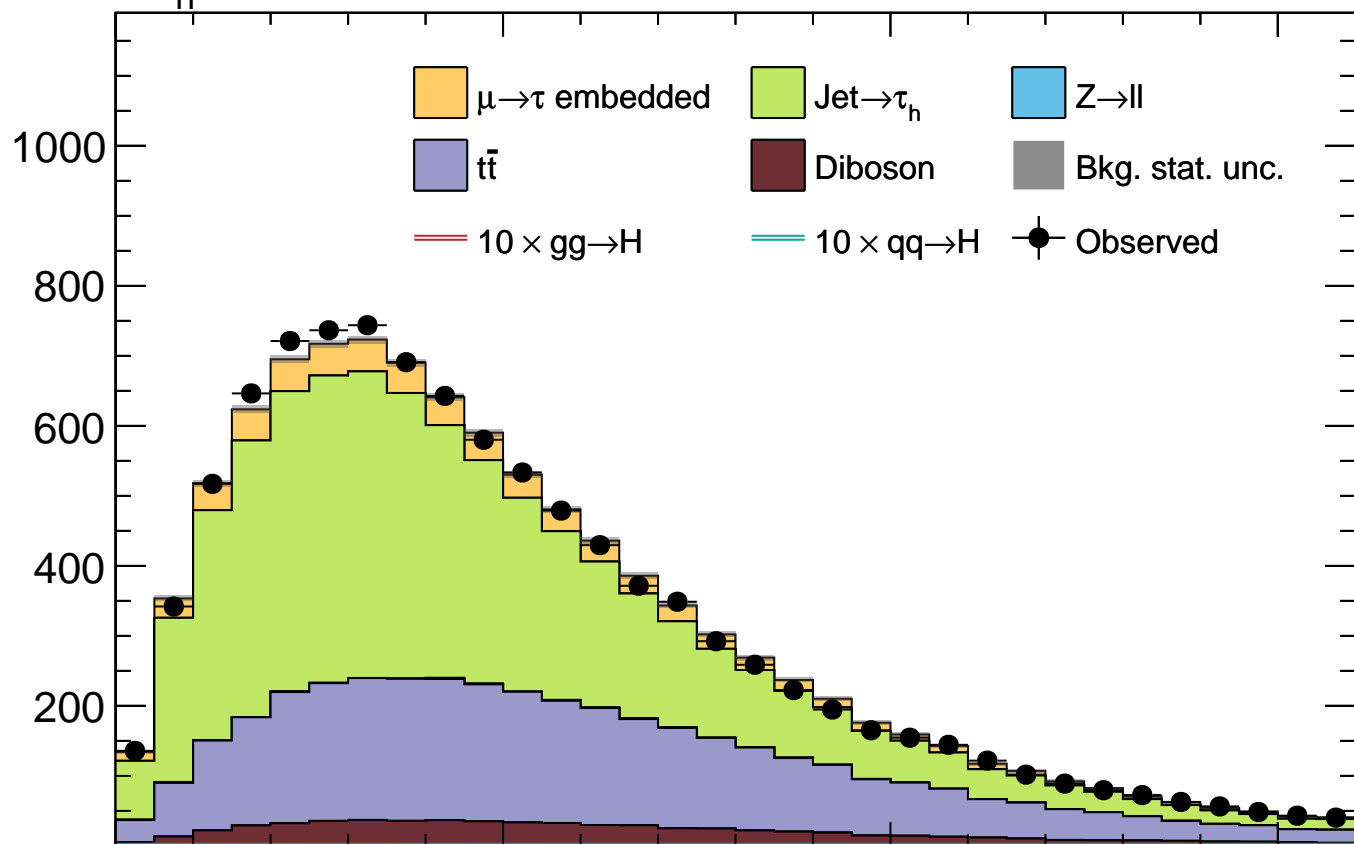 μ→τ embedded Jet→τh Z→ll
tt̄ Diboson Bkg. stat. unc.
10 × gg→H 10 × qq→H Observed
1000
800
600
400
200